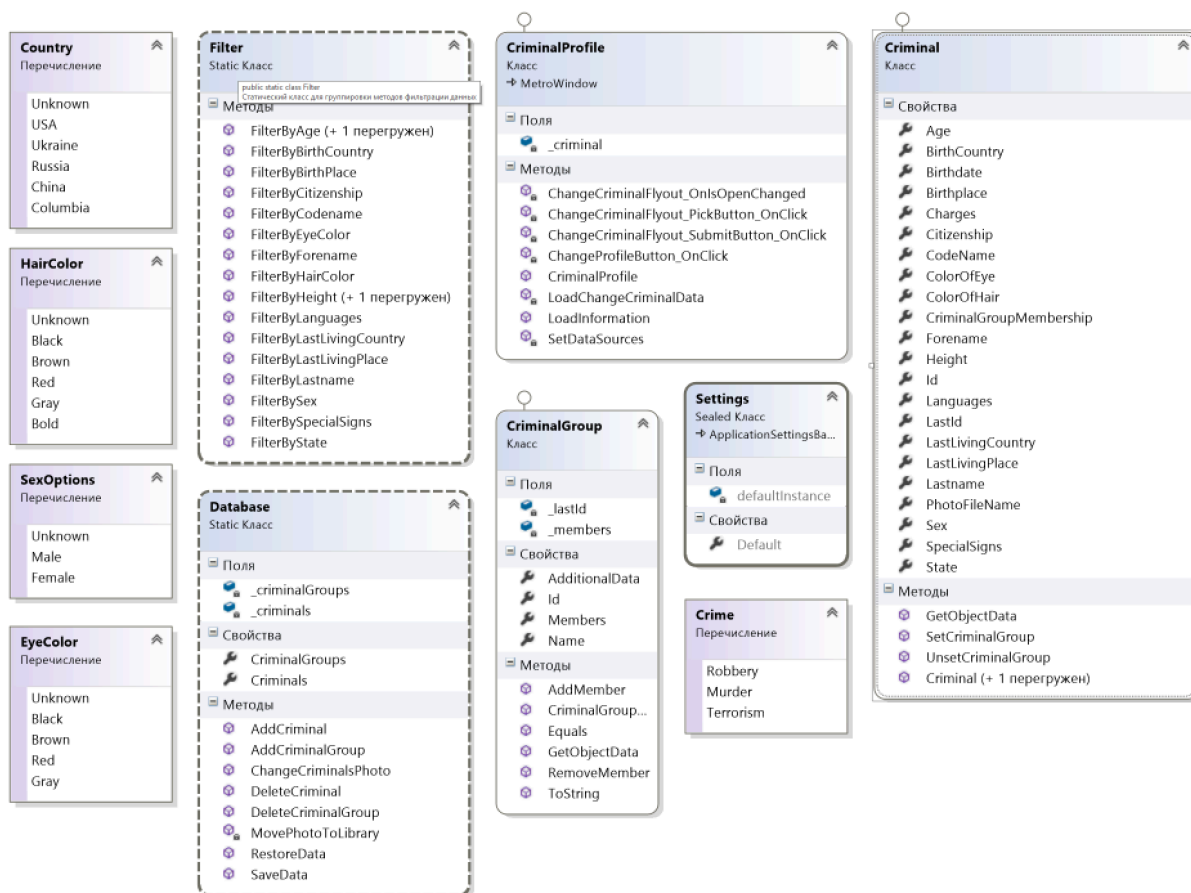 Country
Перечисление
Unknown
USA
Ukraine
Russia
China
Columbia
HairColor
Перечисление
Unknown
Black
Brown
Red
Gray
Bold
SexOptions
Перечисление
Unknown
Male
Female
EyeColor
Перечисление
Unknown
Black
Brown
Red
Gray
Filter
Static Класс
public static class Filter
Статический класс для группировки методов фильтрации данных
Методы
FilterByAge (+ 1 перегружен)
FilterByBirthCountry
FilterByBirthPlace
FilterByCitizenship
FilterByCodename
FilterByEyeColor
FilterByForename
FilterByHairColor
FilterByHeight (+ 1 перегружен)
FilterByLanguages
FilterByLastLivingCountry
FilterByLastLivingPlace
FilterByLastname
FilterBySex
FilterBySpecialSigns
FilterByState
Database
Static Класс
Поля
_criminalGroups
_criminals
Свойства
CriminalGroups
Criminals
Методы
AddCriminal
AddCriminalGroup
ChangeCriminalsPhoto
DeleteCriminal
DeleteCriminalGroup
MovePhotoToLibrary
RestoreData
SaveData
CriminalProfile
Класс
MetroWindow
Поля
_criminal
Методы
ChangeCriminalFlyout_OnIsOpenChanged
ChangeCriminalFlyout_PickButton_OnClick
ChangeCriminalFlyout_SubmitButton_OnClick
ChangeProfileButton_OnClick
CriminalProfile
LoadChangeCriminalData
LoadInformation
SetDataSources
CriminalGroup
Класс
Поля
_lastId
_members
Свойства
AdditionalData
Id
Members
Name
Методы
AddMember
CriminalGroup...
Equals
GetObjectData
RemoveMember
ToString
Settings
Sealed Класс
ApplicationSettingsBa...
Поля
defaultInstance
Свойства
Default
Crime
Перечисление
Robbery
Murder
Terrorism
Criminal
Класс
Свойства
Age
BirthCountry
Birthdate
Birthplace
Charges
Citizenship
CodeName
ColorOfEye
ColorOfHair
CriminalGroupMembership
Forename
Height
Id
Languages
LastId
LastLivingCountry
LastLivingPlace
Lastname
PhotoFileName
Sex
SpecialSigns
State
Методы
GetObjectData
SetCriminalGroup
UnsetCriminalGroup
Criminal (+ 1 перегружен)